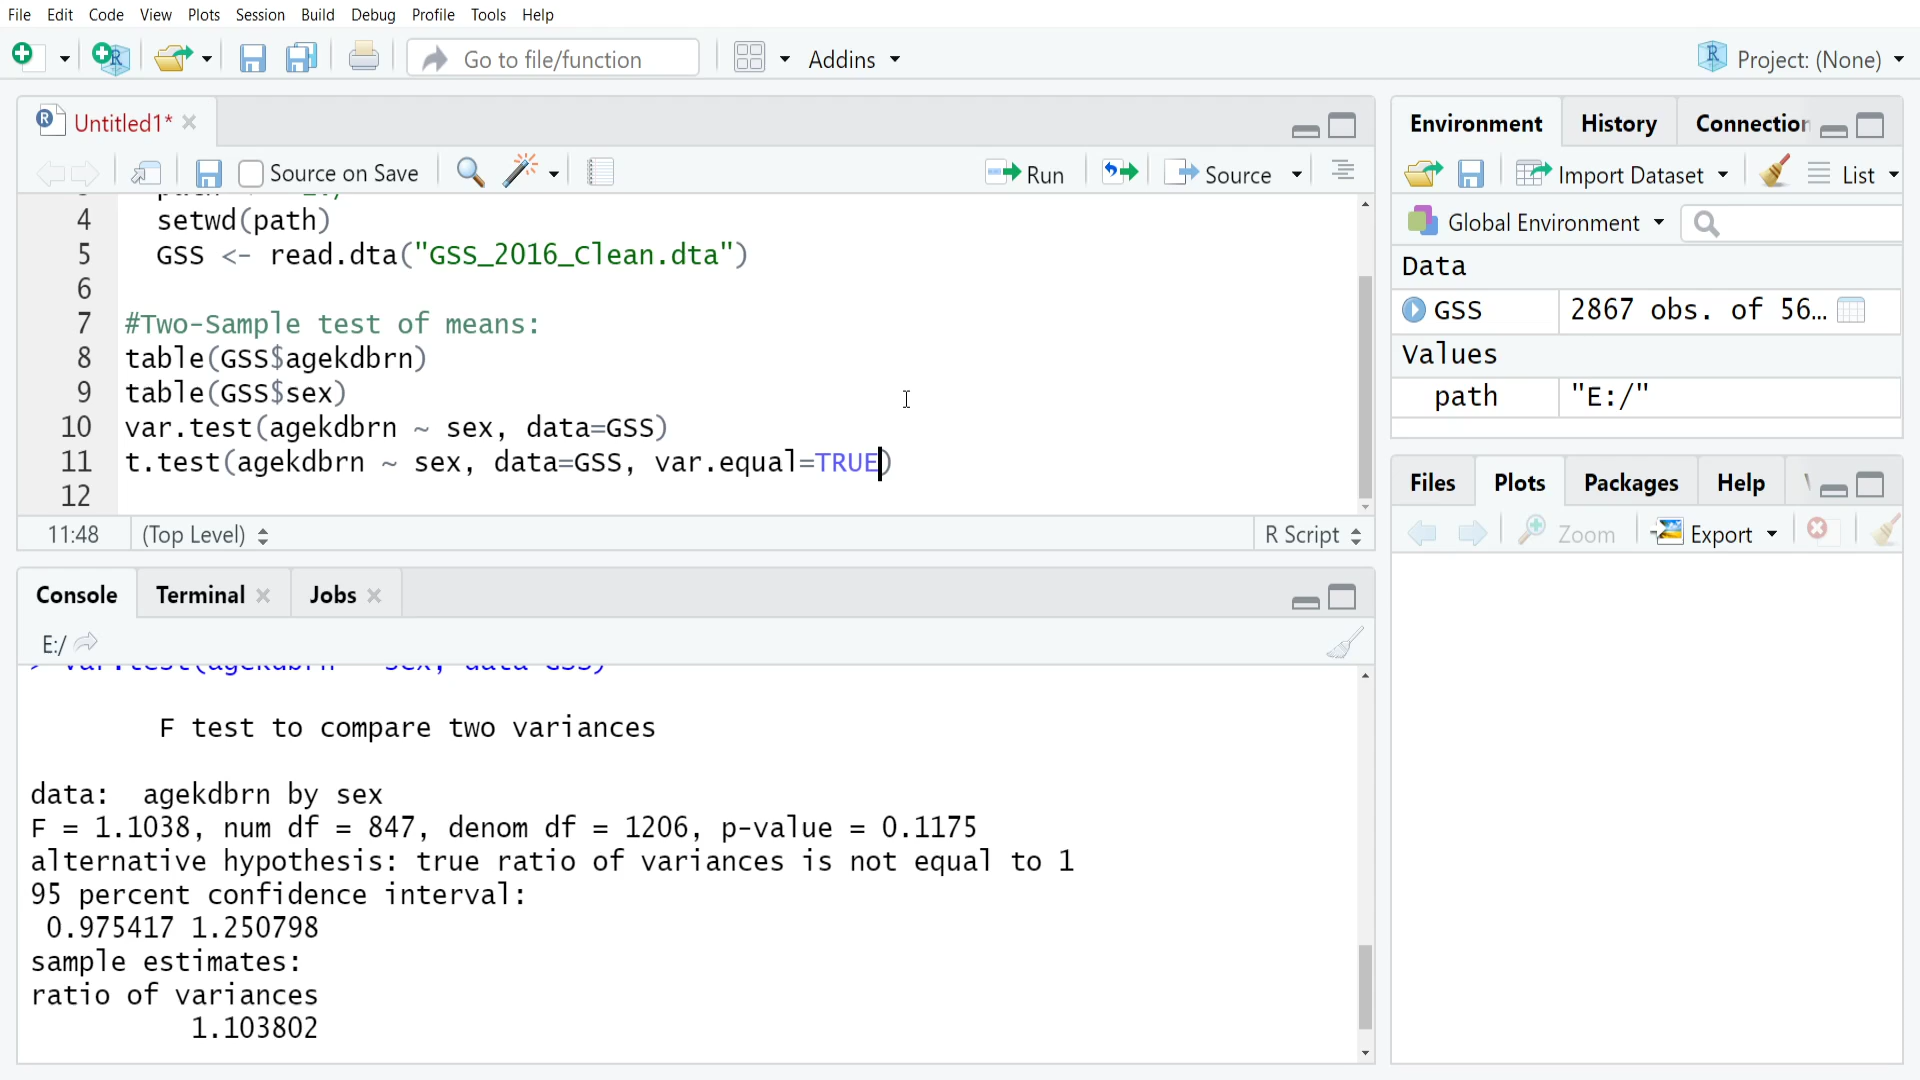 File Edit Code View Plots Session Build Debug Profile Tools Help
Go to file/function Addins Project: (None)
Untitled1*
Source on Save Run Source
4 setwd(path)
5 GSS <- read.dta("GSS_2016_Clean.dta")
6
7 #Two-Sample test of means:
8 table(GSS$agekdbrn)
9 table(GSS$sex)
10 var.test(agekdbrn ~ sex, data=GSS)
11 t.test(agekdbrn ~ sex, data=GSS, var.equal=TRUE)
12
11:48 (Top Level) R Script
Console Terminal Jobs
E:/
> var.test(agekdbrn ~ sex, data=GSS)
F test to compare two variances
data: agekdbrn by sex
F = 1.1038, num df = 847, denom df = 1206, p-value = 0.1175
alternative hypothesis: true ratio of variances is not equal to 1
95 percent confidence interval:
0.975417 1.250798
sample estimates:
ratio of variances
1.103802
Environment History Connection
Import Dataset List
Global Environment
Data
GSS 2867 obs. of 56…
Values
path "E:/"
Files Plots Packages Help
Zoom Export